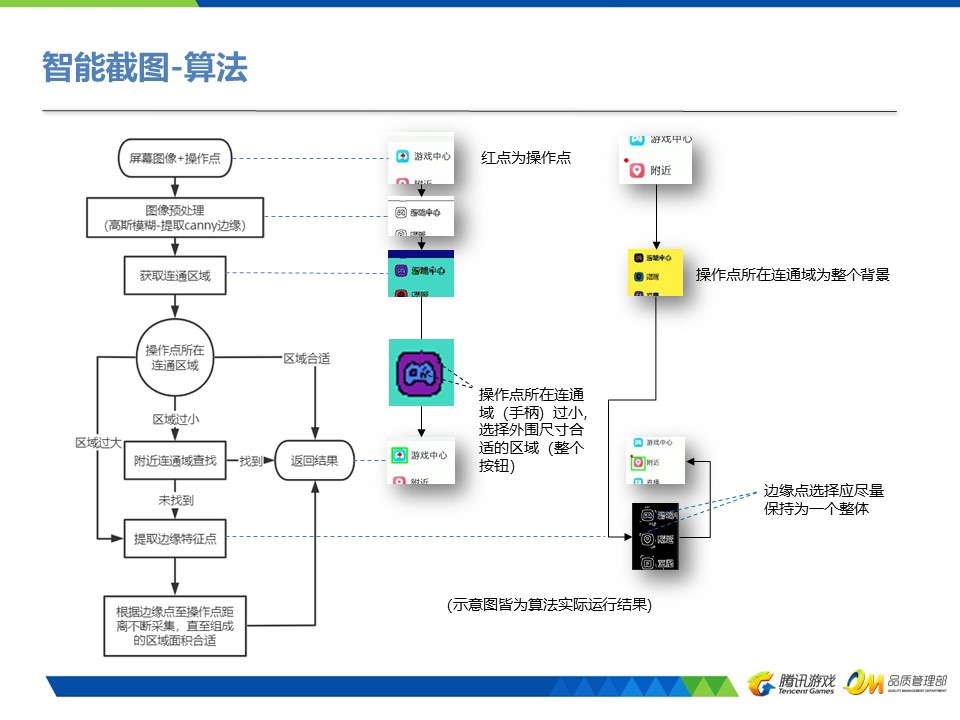 智能截图-算法
屏幕图像+操作点
图像预处理
(高斯模糊-提取canny边缘)
获取连通区域
操作点所在
连通区域
区域合适
区域过小
区域过大
附近连通域查找
找到
返回结果
未找到
提取边缘特征点
根据边缘点至操作点距
离不断采集，直至组成
的区域面积合适
游戏中心
红点为操作点
游戏中心
附近
操作点所在连通域为整个背景
操作点所在连通
域（手柄）过小,
选择外围尺寸合
适的区域（整个
按钮）
游戏中心
游戏中心
附近
边缘点选择应尽量
保持为一个整体
(示意图皆为算法实际运行结果)
腾讯游戏
Tencent Games
品质管理部
QUALITY MANAGEMENT DEPARTMENT